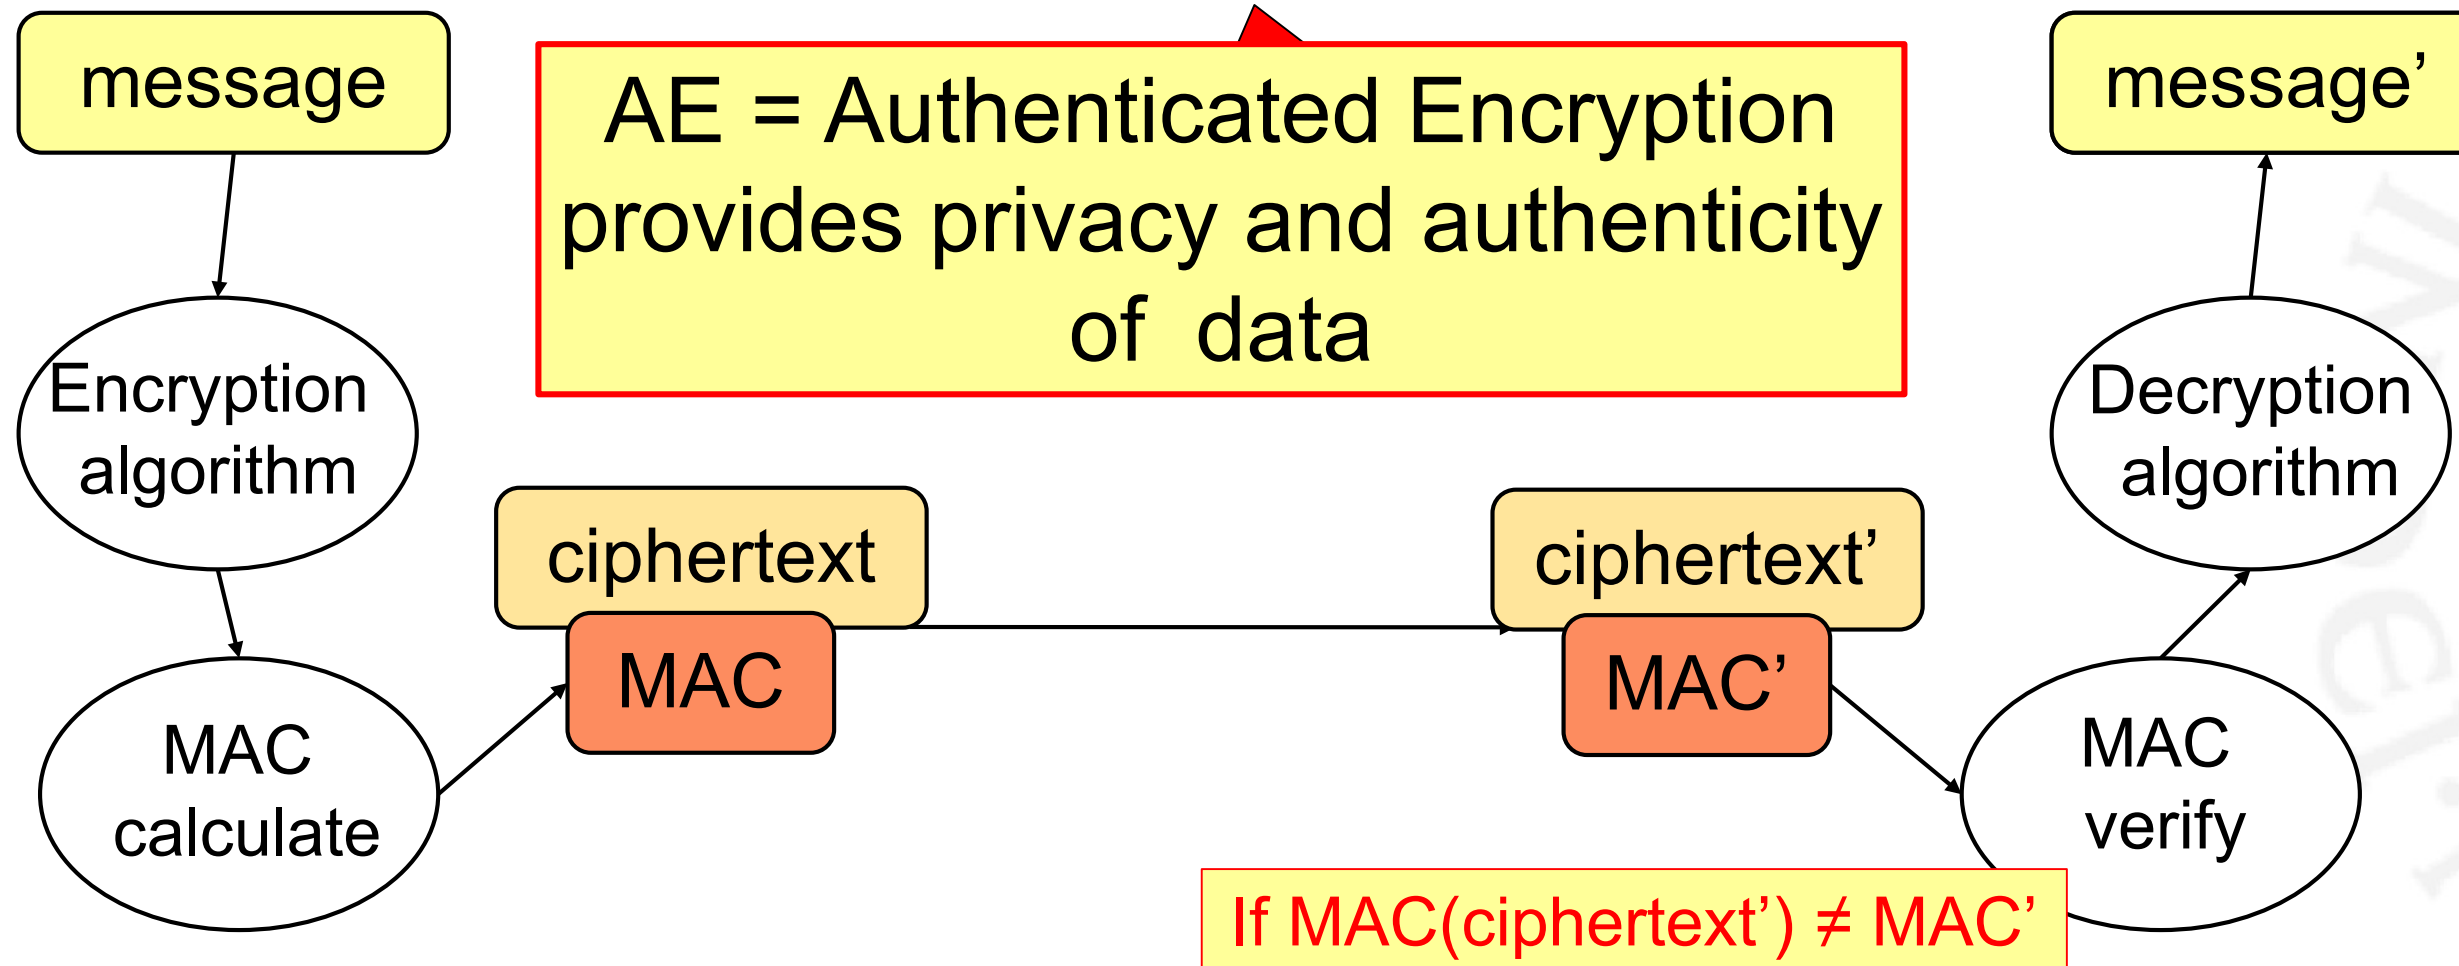 message
AE = Authenticated Encryption
provides privacy and authenticity
of data
message’
Encryption
algorithm
Decryption
algorithm
ciphertext
ciphertext’
MAC
MAC’
MAC
calculate
MAC
verify
If MAC(ciphertext’) ≠ MAC’